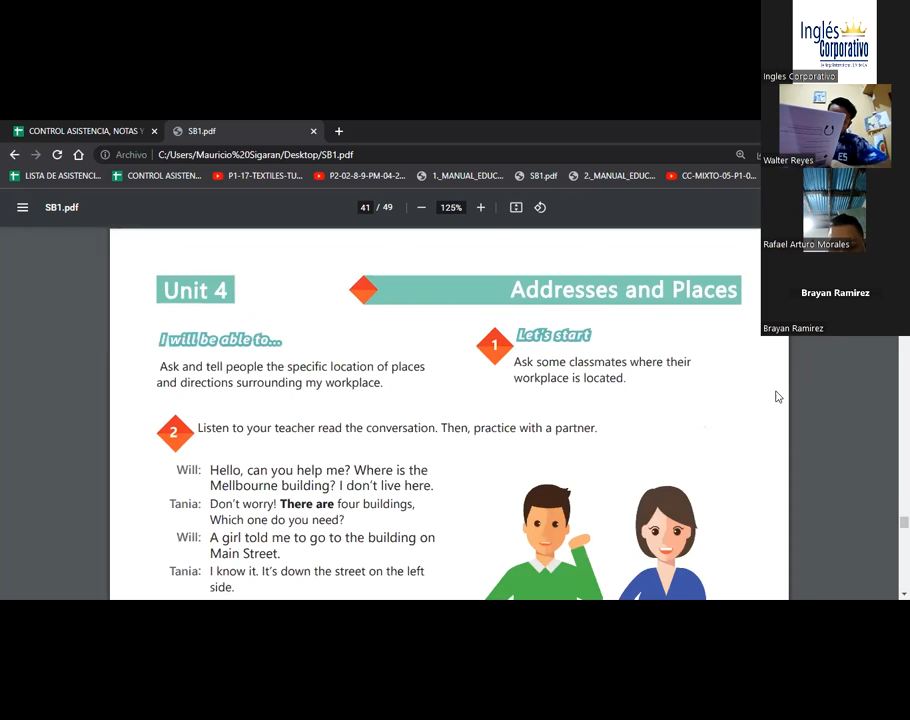 CONTROL ASISTENCIA, NOTAS Y
SB1.pdf
Archivo
C:/Users/Mauricio%20Sigaran/Desktop/SB1.pdf
LISTA DE ASISTENCI...
CONTROL ASISTEN...
P1-17-TEXTILES-TU...
P2-02-8-9-PM-04-2...
1._MANUAL_EDUC...
SB1.pdf
2._MANUAL_EDUC...
CC-MIXTO-05-P1-0...
SB1.pdf
41 / 49
125%
Unit 4
Addresses and Places
I will be able to...
Ask and tell people the specific location of places
and directions surrounding my workplace.
1
Let's start
Ask some classmates where their
workplace is located.
2
Listen to your teacher read the conversation. Then, practice with a partner.
Will: Hello, can you help me? Where is the
Mellbourne building? I don't live here.
Tania: Don't worry! There are four buildings,
Which one do you need?
Will: A girl told me to go to the building on
Main Street.
Tania: I know it. It's down the street on the left
side.
Inglés
Corporativo
Ingles Corporativo
Walter Reyes
Rafael Arturo Morales
Brayan Ramirez
Brayan Ramirez